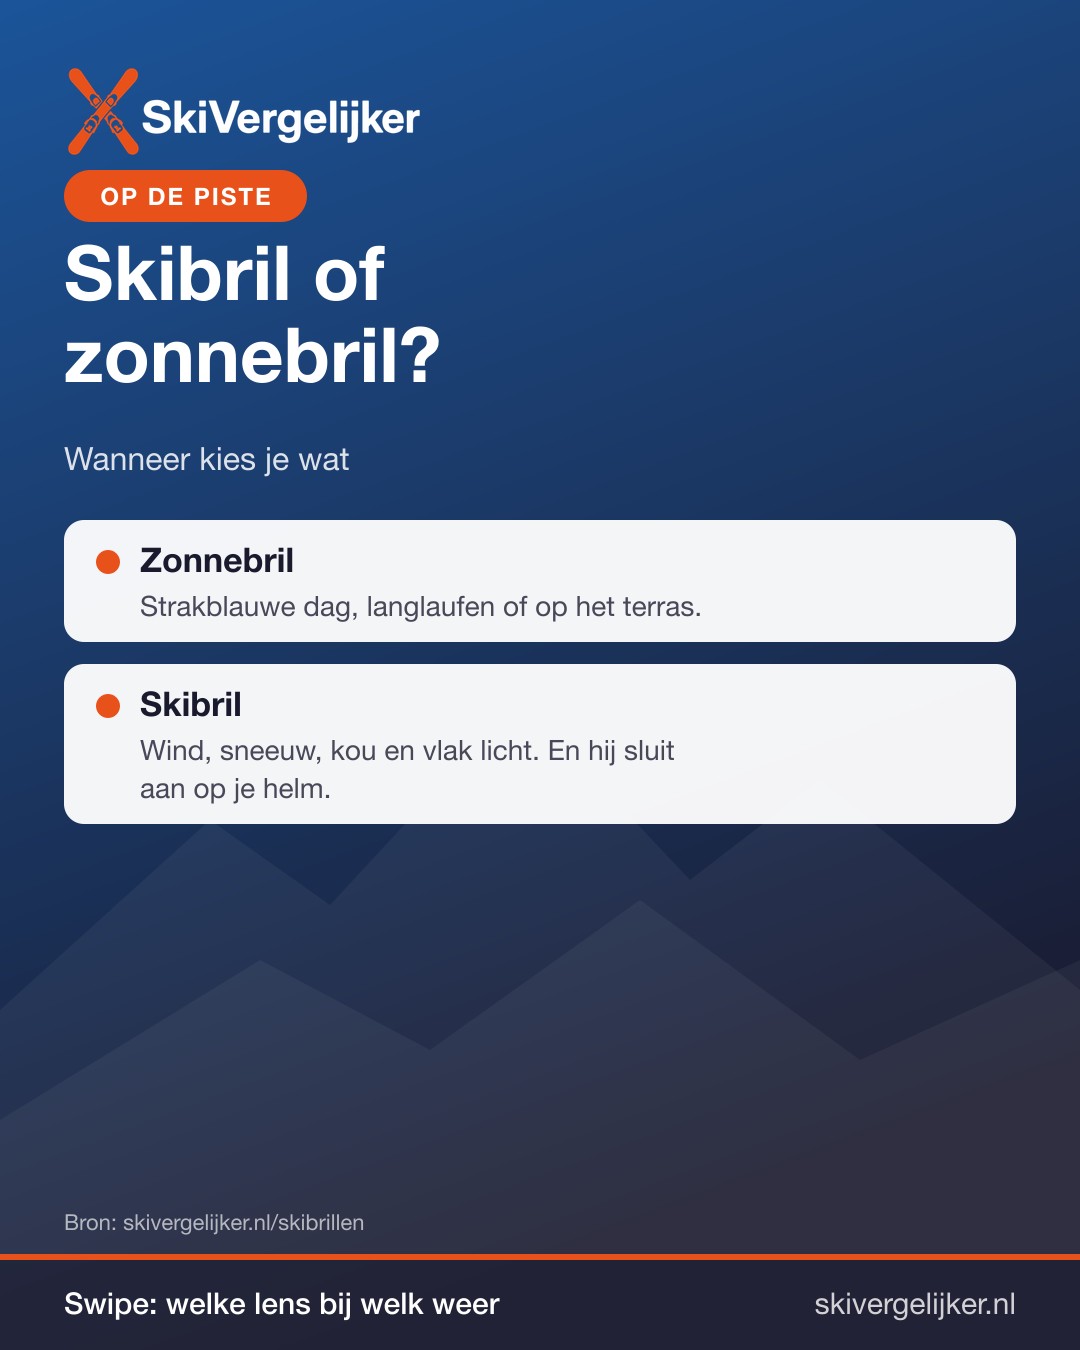 SkiVergelijker
OP DE PISTE
Skibril of
zonnebril?
Wanneer kies je wat
Zonnebril
Strakblauwe dag, langlaufen of op het terras.
Skibril
Wind, sneeuw, kou en vlak licht. En hij sluit
aan op je helm.
Bron: skivergelijker.nl/skibrillen
Swipe: welke lens bij welk weer
skivergelijker.nl